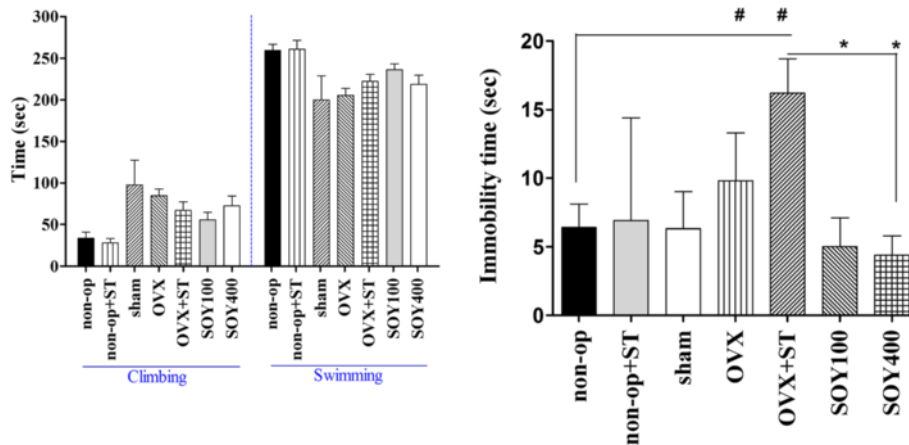 Time (sec)
300
250
200
150
100
50
0
non-op
non-op+ST
sham
OVX
OVX+ST
SOY100
SOY400
non-op
non-op+ST
sham
OVX
OVX+ST
SOY100
SOY400
Climbing
Swimming
Immobility time (sec)
20
15
10
5
0
# #
* *
non-op
non-op+ST
sham
OVX
OVX+ST
SOY100
SOY400